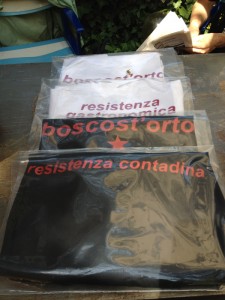 boscost'orto
resistenza
gastronomica
boscost'orto
resistenza contadina